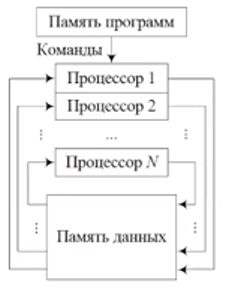 Память программ
Команды
Процессор 1
Процессор 2
...
Процессор N
Память данных